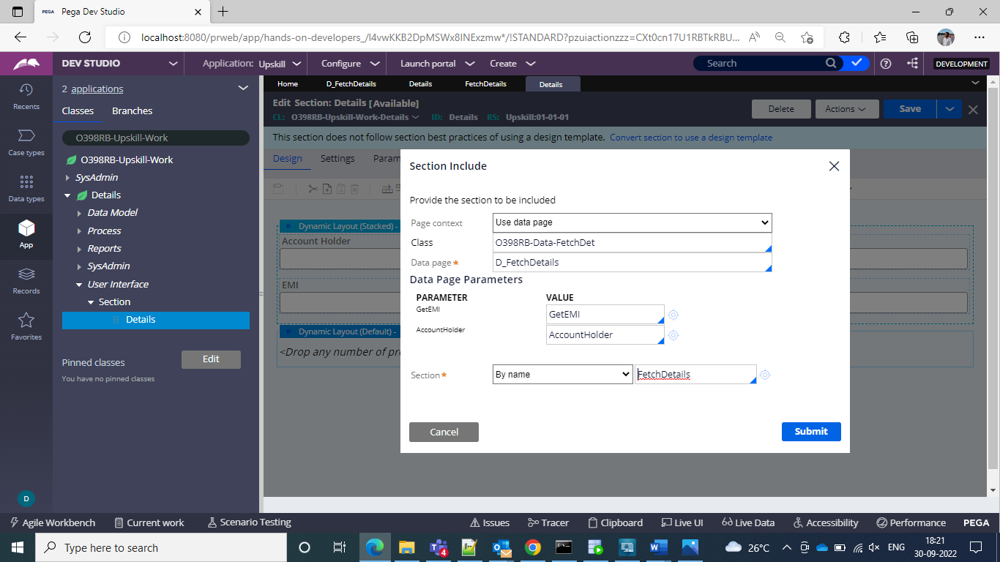 PEGA Pega Dev Studio
localhost:8080/prweb/app/hands-on-developers_/I4vwKKB2DpMSWx8INExzmw*/!STANDARD?pzuiactionzzz=CXt0cn17U1RBTkRBU...
DEV STUDIO Application: Upskill Configure Launch portal Create Search DEVELOPMENT
Recents
Case types
Data types
App
Records
Favorites
D
2 applications
Classes Branches
O398RB-Upskill-Work
O398RB-Upskill-Work
SysAdmin
Details
Data Model
Process
Reports
SysAdmin
User Interface
Section
Details
Pinned classes Edit
You have no pinned classes
Home D_FetchDetails Details FetchDetails Details
Edit Section: Details [Available]
CL: O398RB-Upskill-Work-Details ID: Details RS: Upskill:01-01-01
Delete Actions Save
This section does not follow section best practices of using a design template. Convert section to use a design template
Design Settings Param
Dynamic Layout (Stacked) -
Account Holder
EMI
Dynamic Layout (Default) -
<Drop any number of pr
Section Include
Provide the section to be included
Page context Use data page
Class O398RB-Data-FetchDet
Data page* D_FetchDetails
Data Page Parameters
PARAMETER VALUE
GetEMI GetEMI
AccountHolder AccountHolder
Section* By name FetchDetails
Cancel Submit
Agile Workbench Current work Scenario Testing Issues Tracer Clipboard Live UI Live Data Accessibility Performance PEGA
Type here to search 4 26°C ENG 18:21
30-09-2022